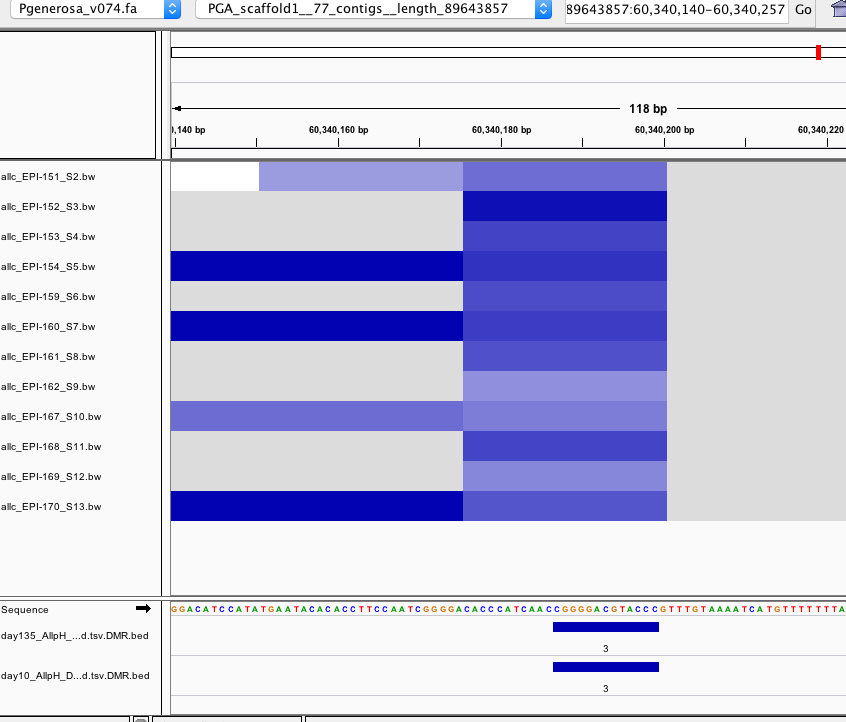 Pgenerosa_v074.fa PGA_scaffold1__77_contigs__length_89643857 89643857:60,340,140-60,340,257 Go
118 bp
,140 bp 60,340,160 bp 60,340,180 bp 60,340,200 bp 60,340,220
allc_EPI-151_S2.bw
allc_EPI-152_S3.bw
allc_EPI-153_S4.bw
allc_EPI-154_S5.bw
allc_EPI-159_S6.bw
allc_EPI-160_S7.bw
allc_EPI-161_S8.bw
allc_EPI-162_S9.bw
allc_EPI-167_S10.bw
allc_EPI-168_S11.bw
allc_EPI-169_S12.bw
allc_EPI-170_S13.bw
Sequence GGACATCCATATGAATACACACCTTCCAATCGGGGACACCCATCAACCGGGGACGTACCCGTTTGTAAAATCATGTTTTTTTA
day135_AllpH_...d.tsv.DMR.bed
3
day10_AllpH_D...d.tsv.DMR.bed
3